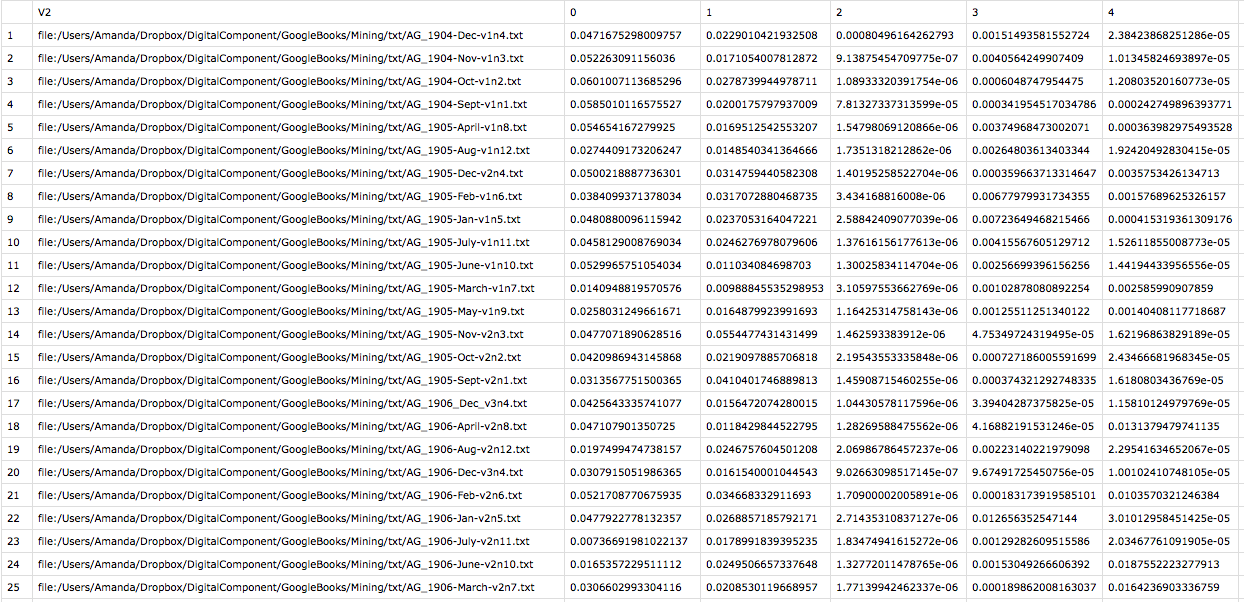 V2 0 1 2 3 4
1 file:/Users/Amanda/Dropbox/DigitalComponent/GoogleBooks/Mining/txt/AG_1904-Dec-v1n4.txt 0.0471675298009757 0.0229010421932508 0.00080496164262793 0.00151493581552724 2.38423868251286e-05
2 file:/Users/Amanda/Dropbox/DigitalComponent/GoogleBooks/Mining/txt/AG_1904-Nov-v1n3.txt 0.052263091156036 0.0171054007812872 9.13875454709775e-07 0.0040564249907409 1.01345824693897e-05
3 file:/Users/Amanda/Dropbox/DigitalComponent/GoogleBooks/Mining/txt/AG_1904-Oct-v1n2.txt 0.0601007113685296 0.0278739944978711 1.08933320391754e-06 0.0006048747954475 1.20803520160773e-05
4 file:/Users/Amanda/Dropbox/DigitalComponent/GoogleBooks/Mining/txt/AG_1904-Sept-v1n1.txt 0.0585010116575527 0.0200175797937009 7.81327337313599e-05 0.000341954517034786 0.000242749896393771
5 file:/Users/Amanda/Dropbox/DigitalComponent/GoogleBooks/Mining/txt/AG_1905-April-v1n8.txt 0.054654167279925 0.0169512542553207 1.54798069120866e-06 0.00374968473002071 0.000363982975493528
6 file:/Users/Amanda/Dropbox/DigitalComponent/GoogleBooks/Mining/txt/AG_1905-Aug-v1n12.txt 0.0274409173206247 0.0148540341364666 1.7351318212862e-06 0.00264803613403344 1.92420492830415e-05
7 file:/Users/Amanda/Dropbox/DigitalComponent/GoogleBooks/Mining/txt/AG_1905-Dec-v2n4.txt 0.0500218887736301 0.0314759440582308 1.40195258522704e-06 0.000359663713314647 0.0035753426134713
8 file:/Users/Amanda/Dropbox/DigitalComponent/GoogleBooks/Mining/txt/AG_1905-Feb-v1n6.txt 0.0384099371378034 0.0317072880468735 3.434168816008e-06 0.00677979931734355 0.00157689625326157
9 file:/Users/Amanda/Dropbox/DigitalComponent/GoogleBooks/Mining/txt/AG_1905-Jan-v1n5.txt 0.0480880096115942 0.0237053164047221 2.58842409077039e-06 0.00723649468215466 0.000415319361309176
10 file:/Users/Amanda/Dropbox/DigitalComponent/GoogleBooks/Mining/txt/AG_1905-July-v1n11.txt 0.0458129008769034 0.0246276978079606 1.37616156177613e-06 0.00415567605129712 1.52611855008773e-05
11 file:/Users/Amanda/Dropbox/DigitalComponent/GoogleBooks/Mining/txt/AG_1905-June-v1n10.txt 0.0529965751054034 0.011034084698703 1.30025834114704e-06 0.00256699396156256 1.44194433956556e-05
12 file:/Users/Amanda/Dropbox/DigitalComponent/GoogleBooks/Mining/txt/AG_1905-March-v1n7.txt 0.0140948819570576 0.00988845535298953 3.10597553662769e-06 0.00102878080892254 0.002585990907859
13 file:/Users/Amanda/Dropbox/DigitalComponent/GoogleBooks/Mining/txt/AG_1905-May-v1n9.txt 0.0258031249661671 0.0164879923991693 1.16425314758143e-06 0.00125511251340122 0.00140408117718687
14 file:/Users/Amanda/Dropbox/DigitalComponent/GoogleBooks/Mining/txt/AG_1905-Nov-v2n3.txt 0.0477071890628516 0.0554477431431499 1.462593383912e-06 4.75349724319495e-05 1.62196863829189e-05
15 file:/Users/Amanda/Dropbox/DigitalComponent/GoogleBooks/Mining/txt/AG_1905-Oct-v2n2.txt 0.0420986943145868 0.0219097885706818 2.19543553335848e-06 0.000727186005591699 2.43466681968345e-05
16 file:/Users/Amanda/Dropbox/DigitalComponent/GoogleBooks/Mining/txt/AG_1905-Sept-v2n1.txt 0.0313567751500365 0.0410401746889813 1.45908715460255e-06 0.000374321292748335 1.6180803436769e-05
17 file:/Users/Amanda/Dropbox/DigitalComponent/GoogleBooks/Mining/txt/AG_1906_Dec_v3n4.txt 0.0425643335741077 0.0156472074280015 1.04430578117596e-06 3.39404287375825e-05 1.15810124979769e-05
18 file:/Users/Amanda/Dropbox/DigitalComponent/GoogleBooks/Mining/txt/AG_1906-April-v2n8.txt 0.047107901350725 0.0118429844522795 1.28269588475562e-06 4.16882191531246e-05 0.0131379479741135
19 file:/Users/Amanda/Dropbox/DigitalComponent/GoogleBooks/Mining/txt/AG_1906-Aug-v2n12.txt 0.0197499474738157 0.0246757604501208 2.06986786457237e-06 0.00223140221979098 2.29541634652067e-05
20 file:/Users/Amanda/Dropbox/DigitalComponent/GoogleBooks/Mining/txt/AG_1906-Dec-v3n4.txt 0.0307915051986365 0.0161540001044543 9.02663098517145e-07 9.67491725450756e-05 1.00102410748105e-05
21 file:/Users/Amanda/Dropbox/DigitalComponent/GoogleBooks/Mining/txt/AG_1906-Feb-v2n6.txt 0.0521708770675935 0.034668332911693 1.70900002005891e-06 0.000183173919585101 0.0103570321246384
22 file:/Users/Amanda/Dropbox/DigitalComponent/GoogleBooks/Mining/txt/AG_1906-Jan-v2n5.txt 0.0477922778132357 0.0268857185792171 2.71435310837127e-06 0.012656352547144 3.01012958451425e-05
23 file:/Users/Amanda/Dropbox/DigitalComponent/GoogleBooks/Mining/txt/AG_1906-July-v2n11.txt 0.00736691981022137 0.0178991839395235 1.83474941615272e-06 0.00129282609515586 2.03467761091905e-05
24 file:/Users/Amanda/Dropbox/DigitalComponent/GoogleBooks/Mining/txt/AG_1906-June-v2n10.txt 0.0165357229511112 0.0249506657337648 1.32772011478765e-06 0.00153049266606392 0.0187552223277913
25 file:/Users/Amanda/Dropbox/DigitalComponent/GoogleBooks/Mining/txt/AG_1906-March-v2n7.txt 0.0306602993304116 0.0208530119668957 1.77139942462337e-06 0.000189862008163037 0.0164236903336759